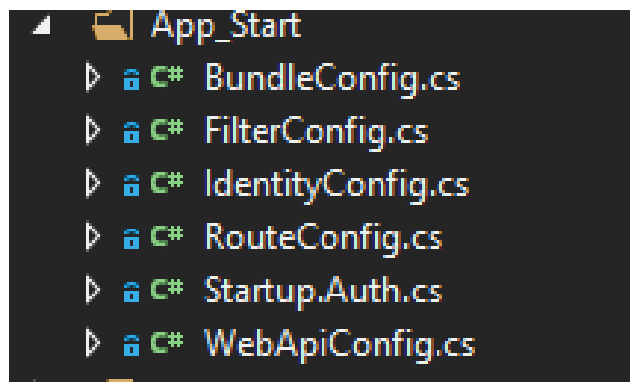 App_Start
C# BundleConfig.cs
C# FilterConfig.cs
C# IdentityConfig.cs
C# RouteConfig.cs
C# Startup.Auth.cs
C# WebApiConfig.cs